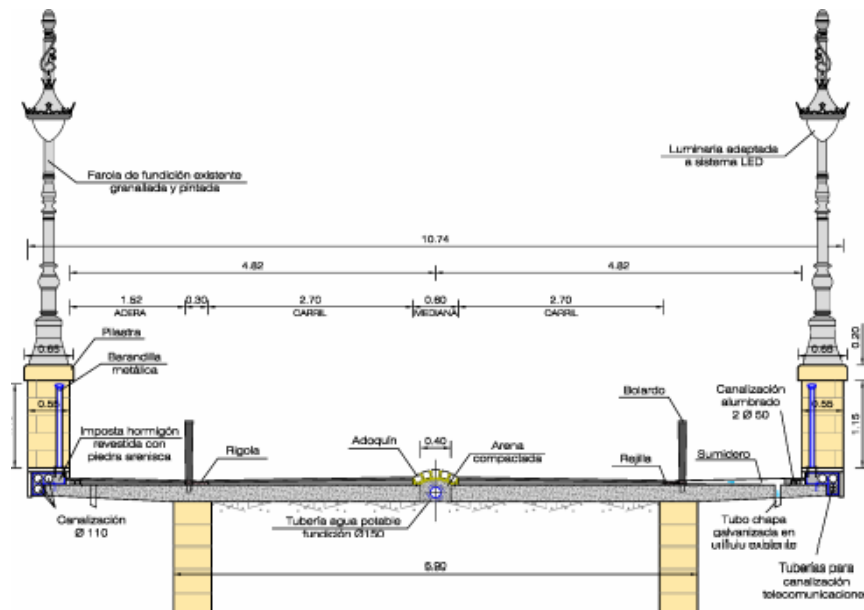 Farola de fundición existente
granallada y pintada
Luminaria adaptada
a sistema LED
10.74
4.82
4.82
1.52
0.30
2.70
0.60
2.70
ACERA
CARRIL
MEDIANA
CARRIL
0.20
Pilastra
0.65
0.65
Barandilla
metálica
0.55
0.55
1.15
Bolardo
Canalización
alumbrado
2 Ø 50
Imposta hormigón
revestida con
piedra arenisca
Rigola
Adoquín
0.40
Arena
compactada
Rejilla
Sumidero
Canalización
Ø 110
Tubería agua potable
fundición Ø150
Tubo chapa
galvanizada en
existente
5.90
Tuberías para
canalización
telecomunicacione